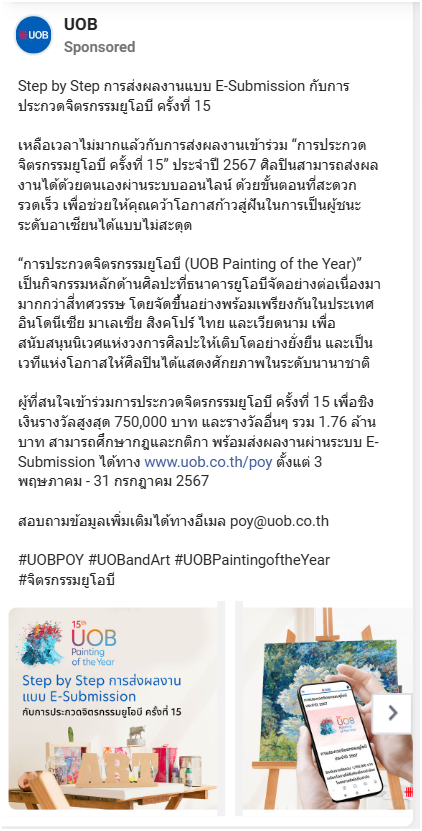 UOB
UOB
Sponsored
Step by Step การส่งผลงานแบบ E-Submission กับการ
ประกวดจิตรกรรมยูโอบี ครั้งที่ 15
เหลือเวลาไม่มากแล้วกับการส่งผลงานเข้าร่วม “การประกวด
จิตรกรรมยูโอบี ครั้งที่ 15” ประจำปี 2567 ศิลปินสามารถส่งผล
งานได้ด้วยตนเองผ่านระบบออนไลน์ ด้วยขั้นตอนที่สะดวก
รวดเร็ว เพื่อช่วยให้คุณคว้าโอกาสก้าวสู่ฝันในการเป็นผู้ชนะ
ระดับอาเซียนได้แบบไม่สะดุด
“การประกวดจิตรกรรมยูโอบี (UOB Painting of the Year)”
เป็นกิจกรรมหลักด้านศิลปะที่ธนาคารยูโอบีจัดอย่างต่อเนื่องมา
มากกว่าสี่ทศวรรษ โดยจัดขึ้นอย่างพร้อมเพรียงกันในประเทศ
อินโดนีเซีย มาเลเซีย สิงคโปร์ ไทย และเวียดนาม เพื่อ
สนับสนุนนิเวศแห่งวงการศิลปะให้เติบโตอย่างยั่งยืน และเป็น
เวทีแห่งโอกาสให้ศิลปินได้แสดงศักยภาพในระดับนานาชาติ
ผู้ที่สนใจเข้าร่วมการประกวดจิตรกรรมยูโอบี ครั้งที่ 15 เพื่อชิง
เงินรางวัลสูงสุด 750,000 บาท และรางวัลอื่นๆ รวม 1.76 ล้าน
บาท สามารถศึกษากฎและกติกา พร้อมส่งผลงานผ่านระบบ E-
Submission ได้ทาง www.uob.co.th/poy ตั้งแต่ 3
พฤษภาคม - 31 กรกฎาคม 2567
สอบถามข้อมูลเพิ่มเติมได้ทางอีเมล poy@uob.co.th
#UOBPOY #UOBandArt #UOBPaintingoftheYear
#จิตรกรรมยูโอบี
15th
UOB
Painting
of the Year
Step by Step การส่งผลงาน
แบบ E-Submission
กับการประกวดจิตรกรรมยูโอบี ครั้งที่ 15
ART
UOB